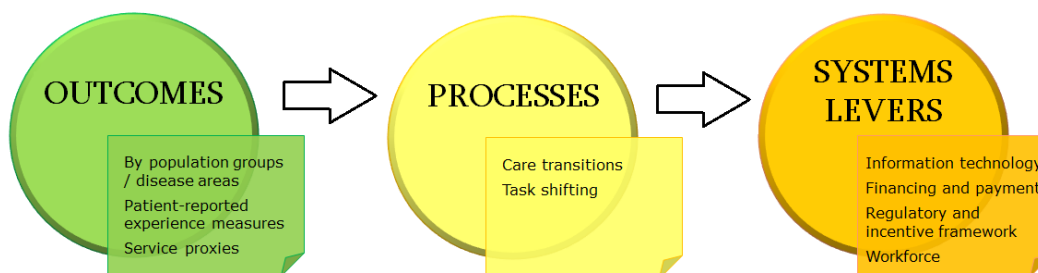 OUTCOMES
By population groups
/ disease areas
Patient-reported
experience measures
Service proxies
PROCESSES
Care transitions
Task shifting
SYSTEMS
LEVERS
Information technology
Financing and payment
Regulatory and
incentive framework
Workforce